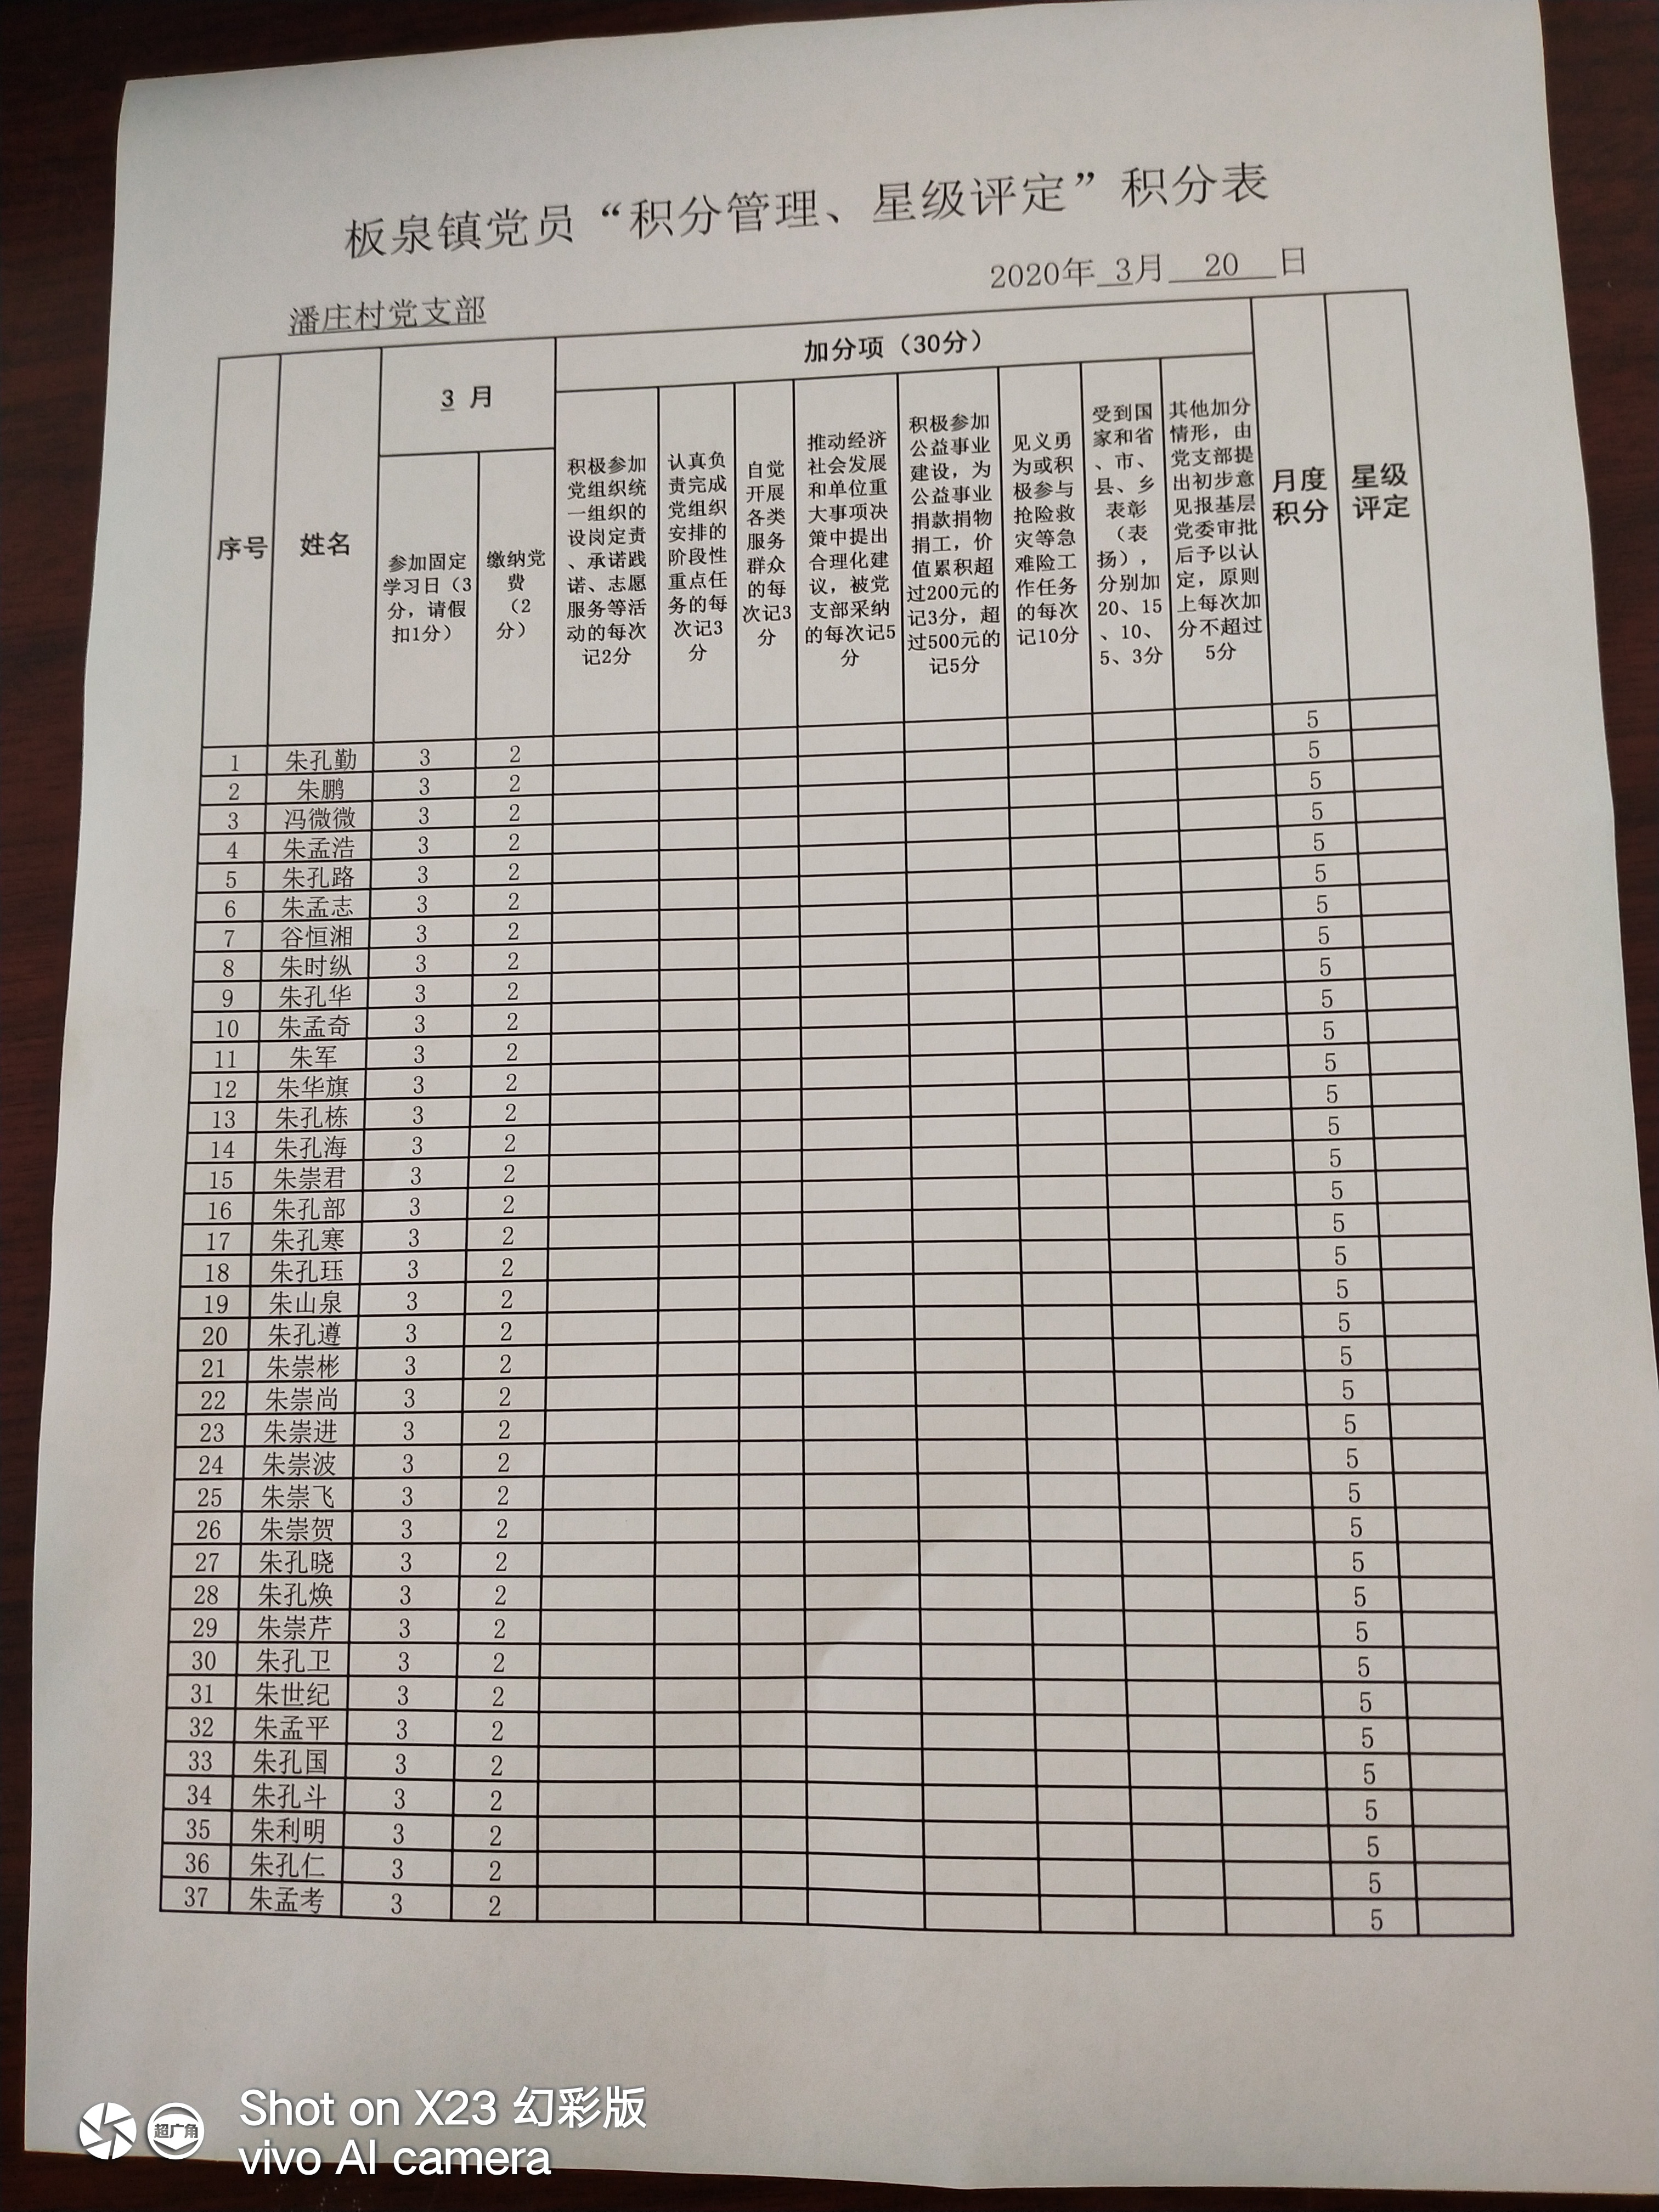 板泉镇党员“积分管理、星级评定”积分表
2020年 3月 20 日
潘庄村党支部
序号
姓名
3 月
参加固定
学习日（3
分，请假
扣1分）
缴纳党
费
（2
分）
加分项（30分）
积极参加
党组织统
一组织的
设岗定责
、承诺践
诺、志愿
服务等活
动的每次
记2分
认真负
责完成
党组织
安排的
阶段性
重点任
务的每
次记3
分
自觉
开展
各类
服务
群众
的每
次记3
分
推动经济
社会发展
和单位重
大事项决
策中提出
合理化建
议，被党
支部采纳
的每次记5
分
积极参加
公益事业
建设，为
公益事业
捐款捐物
捐工，价
值累积超
过200元的
记3分，超
过500元的
记5分
见义勇
为或积
极参与
抢险救
灾等急
难险工
作任务
的每次
记10分
受到国
家和省
、市、
县、乡
表彰
（表
扬），
分别加
20、15
、10、
5、3分
其他加分
情形，由
党支部提
出初步意
见报基层
党委审批
后予以认
定，原则
上每次加
分不超过
5分
月度
积分
星级
评定
1 朱孔勤 3 2 5
2 朱鹏 3 2 5
3 冯微微 3 2 5
4 朱孟浩 3 2 5
5 朱孔路 3 2 5
6 朱孟志 3 2 5
7 谷恒湘 3 2 5
8 朱时纵 3 2 5
9 朱孔华 3 2 5
10 朱孟奇 3 2 5
11 朱军 3 2 5
12 朱华旗 3 2 5
13 朱孔栋 3 2 5
14 朱孔海 3 2 5
15 朱崇君 3 2 5
16 朱孔部 3 2 5
17 朱孔寒 3 2 5
18 朱孔珏 3 2 5
19 朱山泉 3 2 5
20 朱孔遵 3 2 5
21 朱崇彬 3 2 5
22 朱崇尚 3 2 5
23 朱崇进 3 2 5
24 朱崇波 3 2 5
25 朱崇飞 3 2 5
26 朱崇贺 3 2 5
27 朱孔晓 3 2 5
28 朱孔焕 3 2 5
29 朱崇芹 3 2 5
30 朱孔卫 3 2 5
31 朱世纪 3 2 5
32 朱孟平 3 2 5
33 朱孔国 3 2 5
34 朱孔斗 3 2 5
35 朱利明 3 2 5
36 朱孔仁 3 2 5
37 朱孟考 3 2 5
超广角
Shot on X23 幻彩版
vivo AI camera